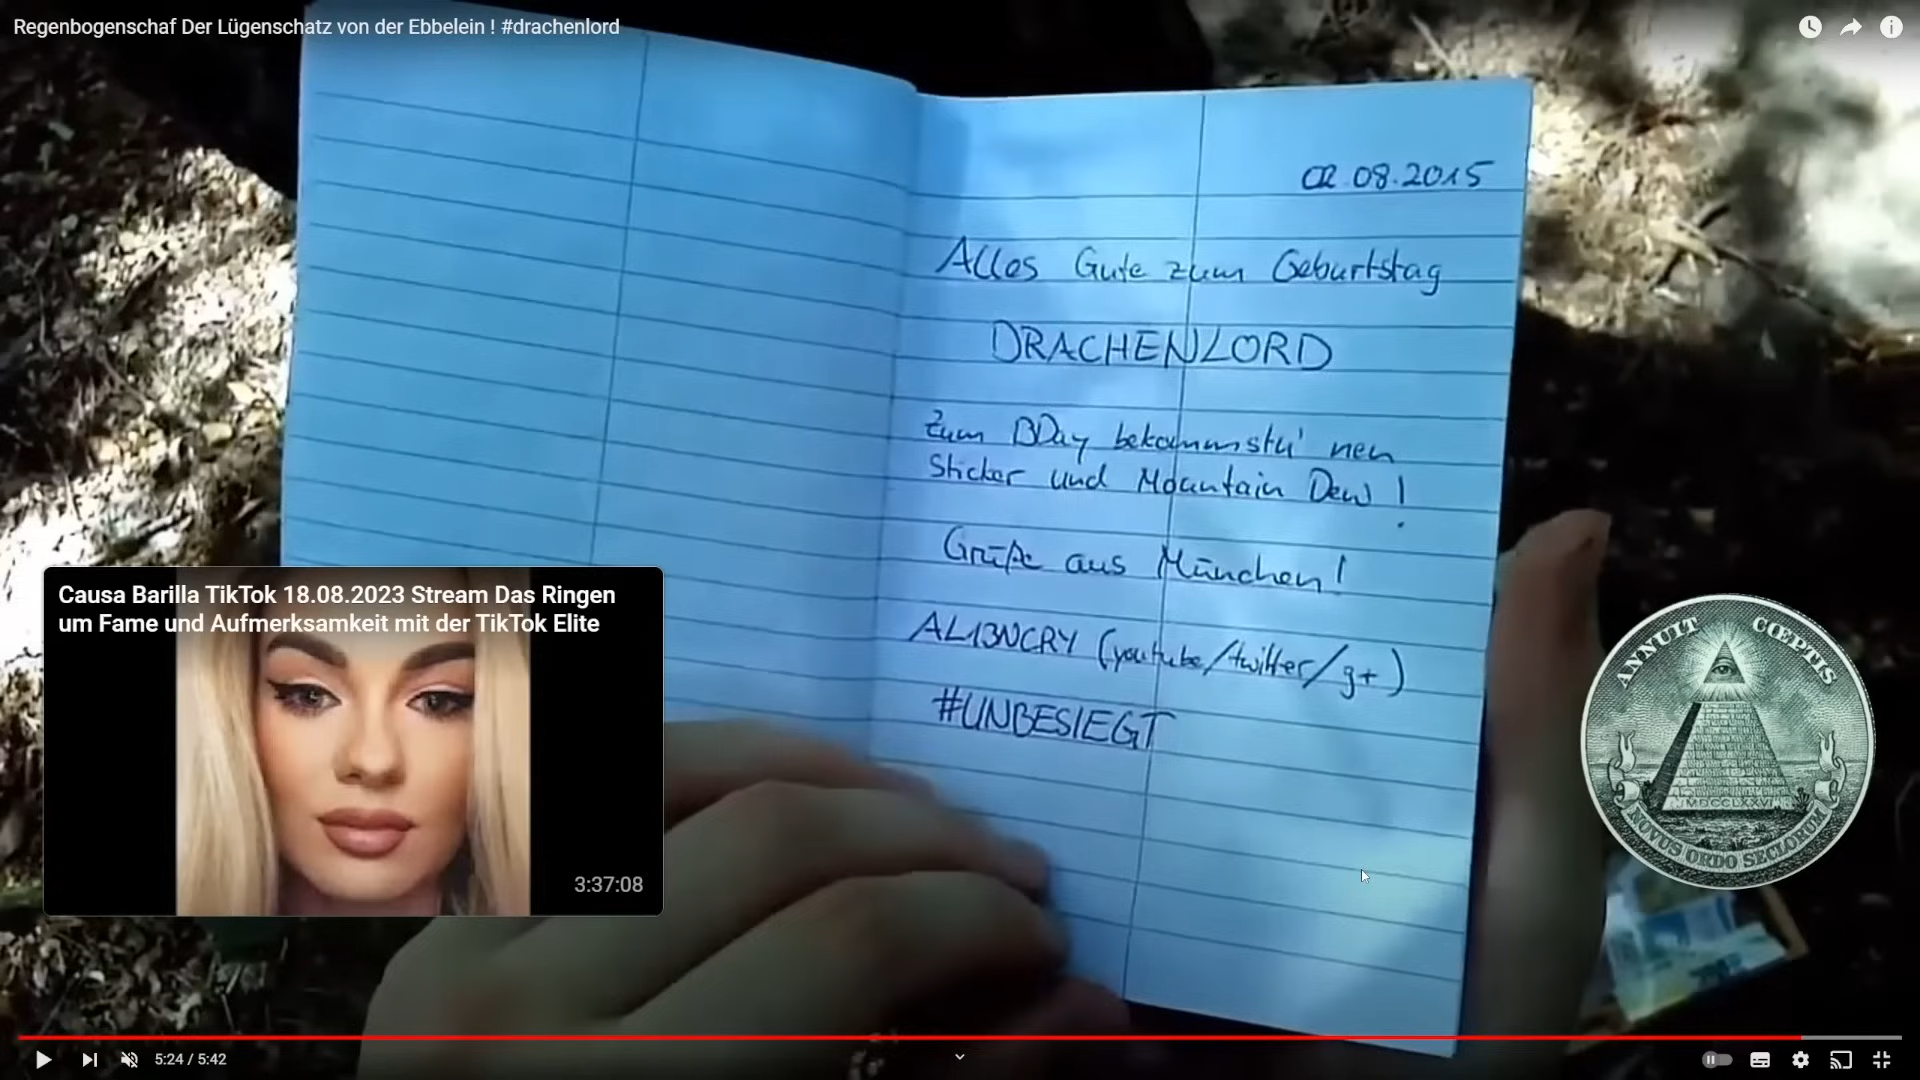 Regenbogenschaf Der Lügenschatz von der Ebbelein ! #drachenlord
02.08.2015
Alles Gute zum Geburtstag
DRACHENLORD
Zum BDay bekommstu' nen
Sticker und Mountain Dew!
Grüße aus München!
AL13NCRY (youtube/twitter/g+)
#UNBESIEGT
Causa Barilla TikTok 18.08.2023 Stream Das Ringen
um Fame und Aufmerksamkeit mit der TikTok Elite
3:37:08
ANNUIT CŒPTIS
MDCCLXXVI
NOVUS ORDO SECLORUM
5:24 / 5:42